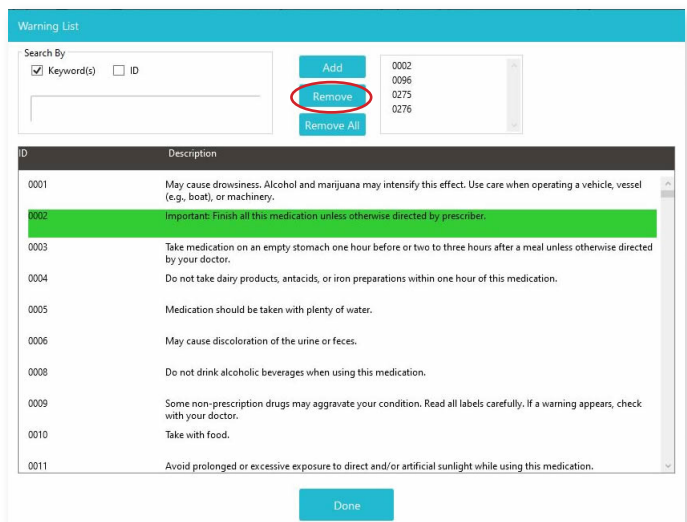 Warning List
Search By
Keyword(s) ID
Add
Remove
Remove All
0002
0096
0275
0276
ID Description
0001 May cause drowsiness. Alcohol and marijuana may intensify this effect. Use care when operating a vehicle, vessel
(e.g., boat), or machinery.
0002 Important: Finish all this medication unless otherwise directed by prescriber.
0003 Take medication on an empty stomach one hour before or two to three hours after a meal unless otherwise directed
by your doctor.
0004 Do not take dairy products, antacids, or iron preparations within one hour of this medication.
0005 Medication should be taken with plenty of water.
0006 May cause discoloration of the urine or feces.
0008 Do not drink alcoholic beverages when using this medication.
0009 Some non-prescription drugs may aggravate your condition. Read all labels carefully. If a warning appears, check
with your doctor.
0010 Take with food.
0011 Avoid prolonged or excessive exposure to direct and/or artificial sunlight while using this medication.
Done